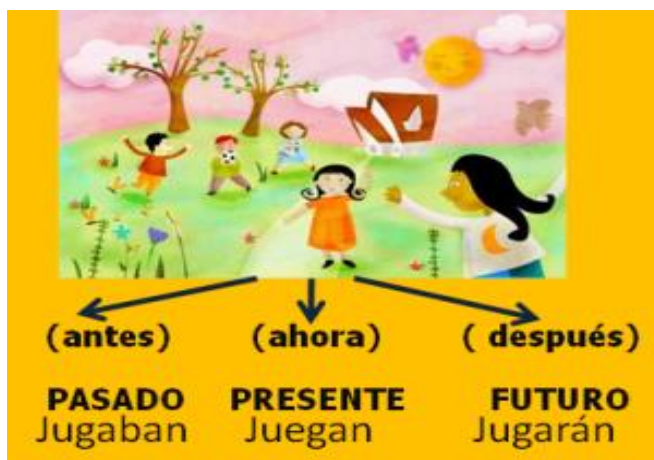 (antes) (ahora) ( después)
PASADO PRESENTE FUTURO
Jugaban Juegan Jugarán